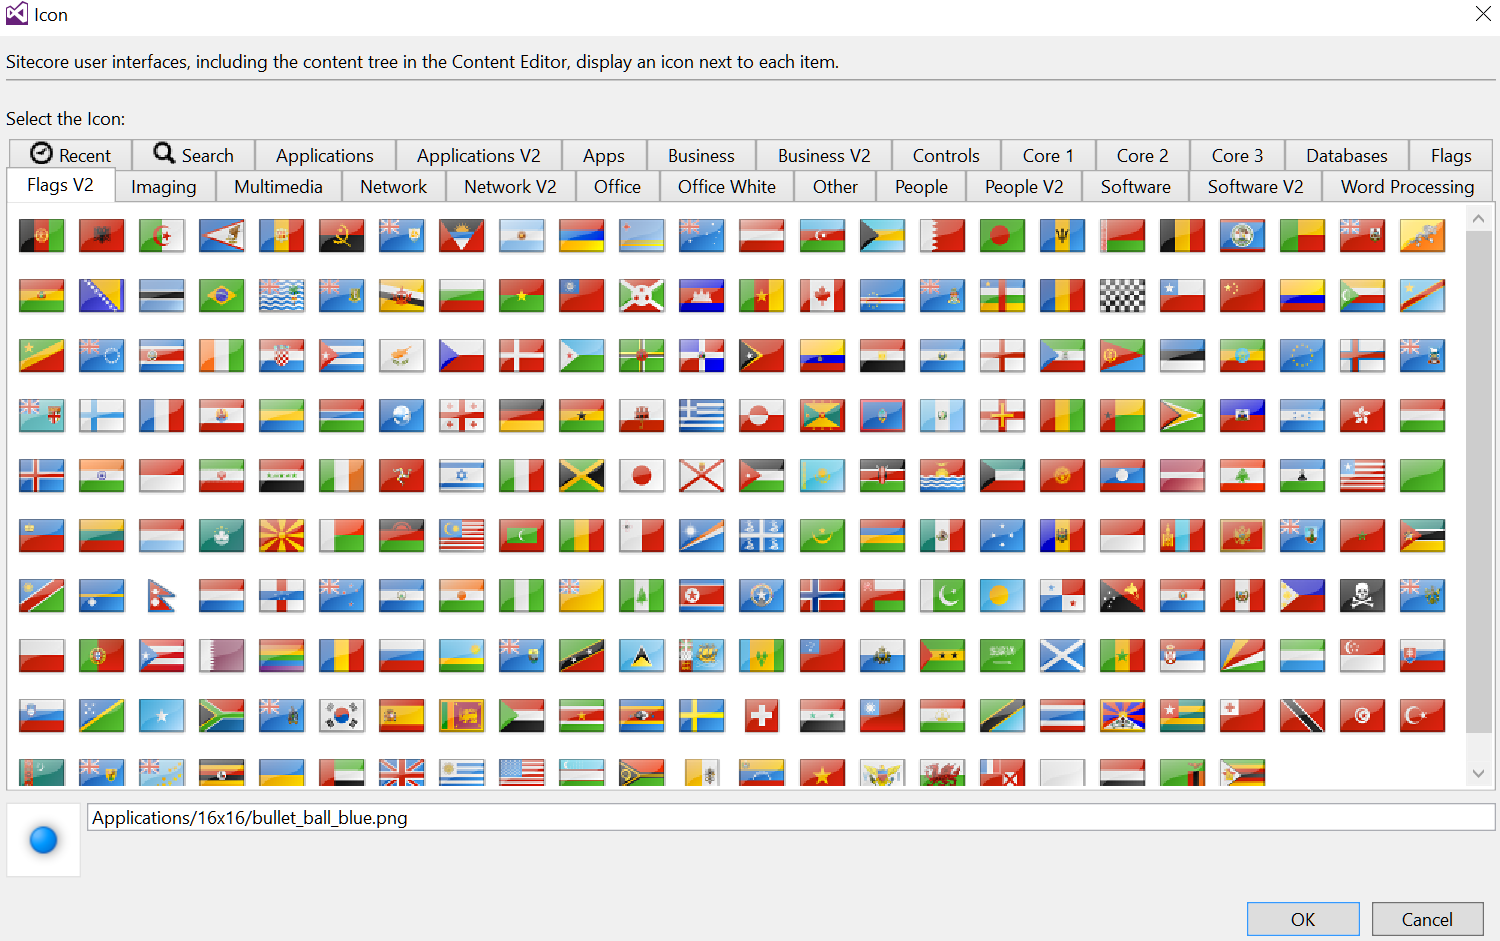 Icon
Sitecore user interfaces, including the content tree in the Content Editor, display an icon next to each item.
Select the Icon:
Recent Search Applications Applications V2 Apps Business Business V2 Controls Core 1 Core 2 Core 3 Databases Flags
Flags V2 Imaging Multimedia Network Network V2 Office Office White Other People People V2 Software Software V2 Word Processing
Applications/16x16/bullet_ball_blue.png
OK Cancel